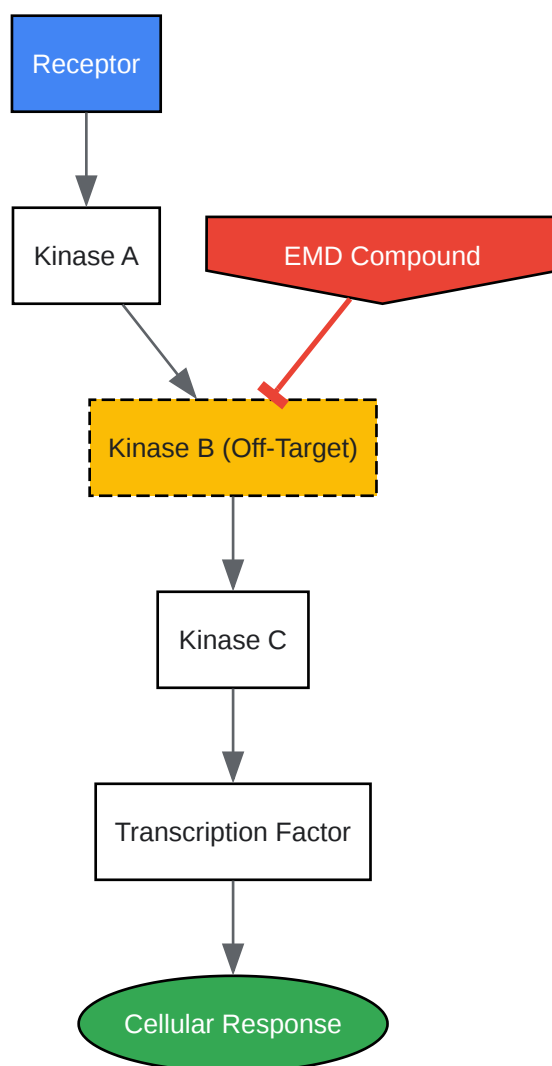 Receptor
Kinase A
EMD Compound
Kinase B (Off-Target)
Kinase C
Transcription Factor
Cellular Response